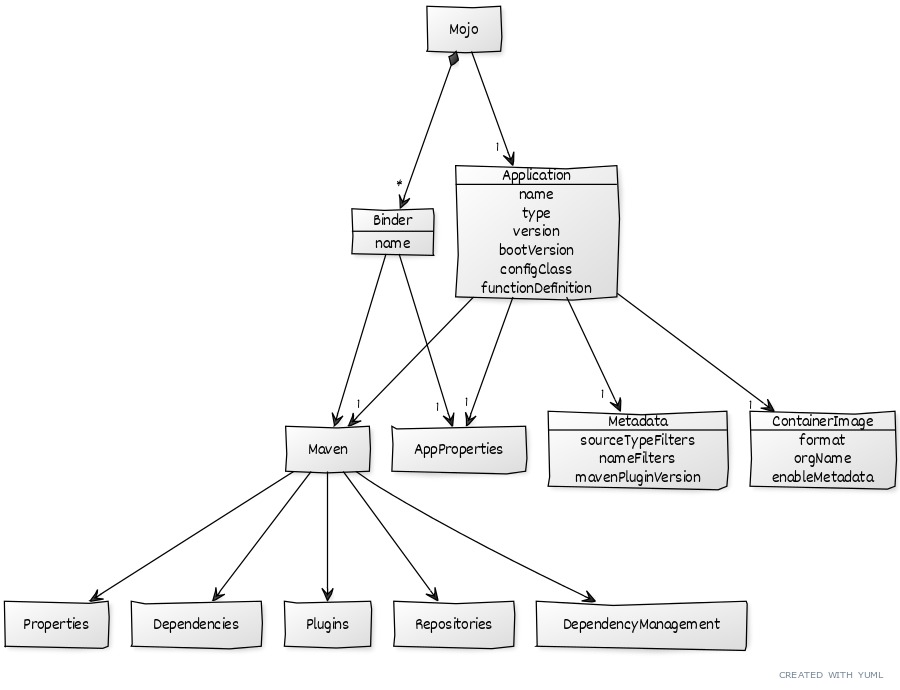 Mojo
1
*
Application
name
type
version
bootVersion
configClass
functionDefinition
Binder
name
1
1
1
1
1
Maven
AppProperties
Metadata
sourceTypeFilters
nameFilters
mavenPluginVersion
ContainerImage
format
orgName
enableMetadata
Properties
Dependencies
Plugins
Repositories
DependencyManagement
CREATED WITH YUML